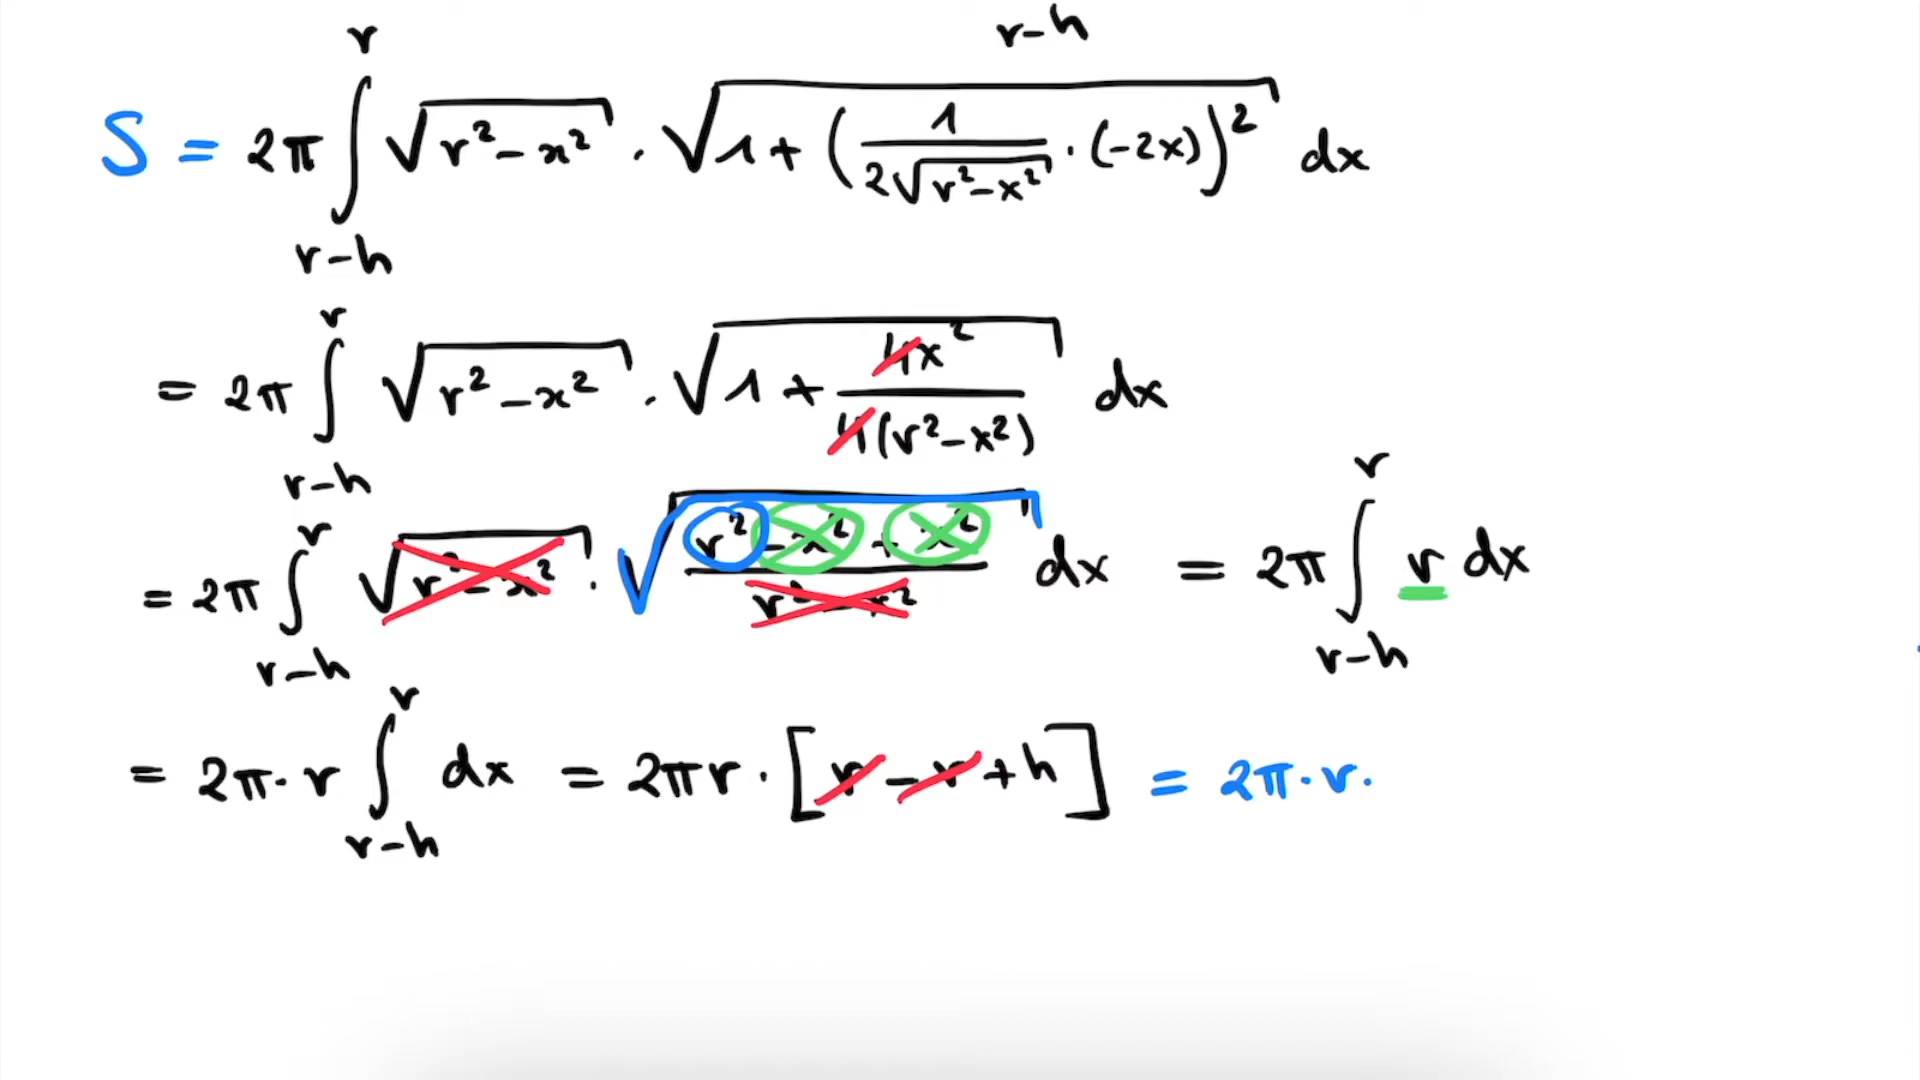 r-h
S = 2π ∫_{r-h}^{r} √(r²-x²) · √(1+(1/(2√(r²-x²))·(-2x))²) dx
= 2π ∫_{r-h}^{r} √(r²-x²) · √(1+4x²/(4(r²-x²))) dx
= 2π ∫_{r-h}^{r} √(r²-x²) · √((r²-x²+x²)/(r²-x²)) dx = 2π ∫_{r-h}^{r} r dx
= 2π·r ∫_{r-h}^{r} dx = 2πr·[r-r+h] = 2π·r·